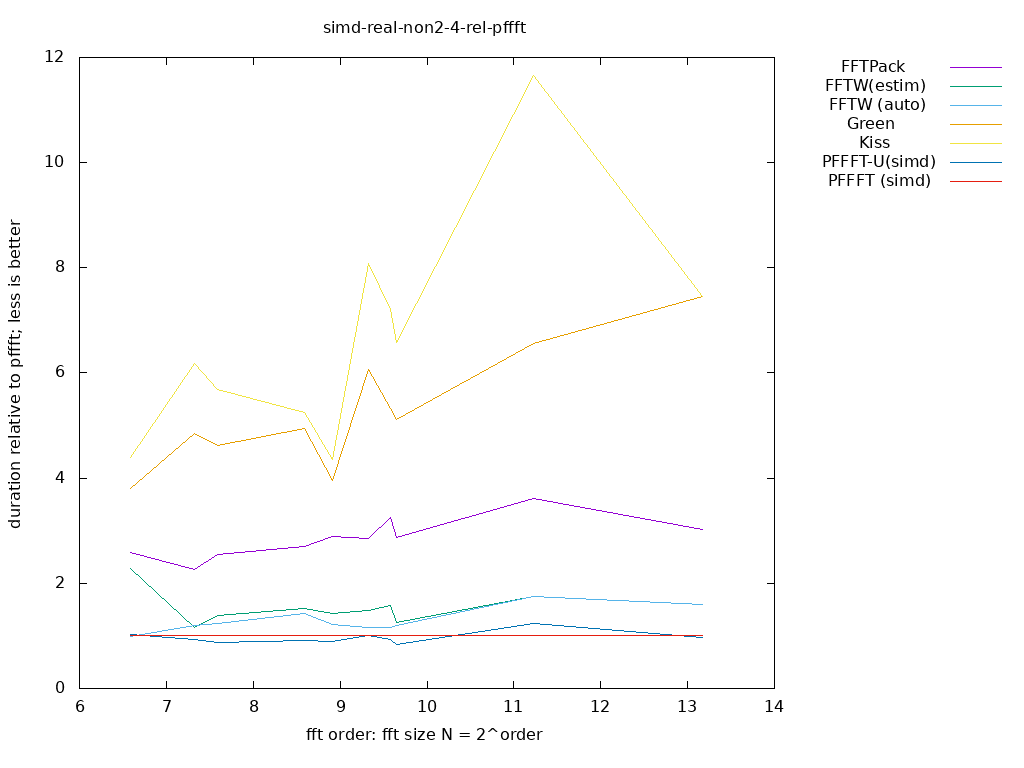 simd-real-non2-4-rel-pffft
12
10
8
6
4
2
0
6 7 8 9 10 11 12 13 14
duration relative to pffft; less is better
fft order: fft size N = 2^order
FFTPack
FFTW(estim)
FFTW (auto)
Green
Kiss
PFFFT-U(simd)
PFFFT (simd)